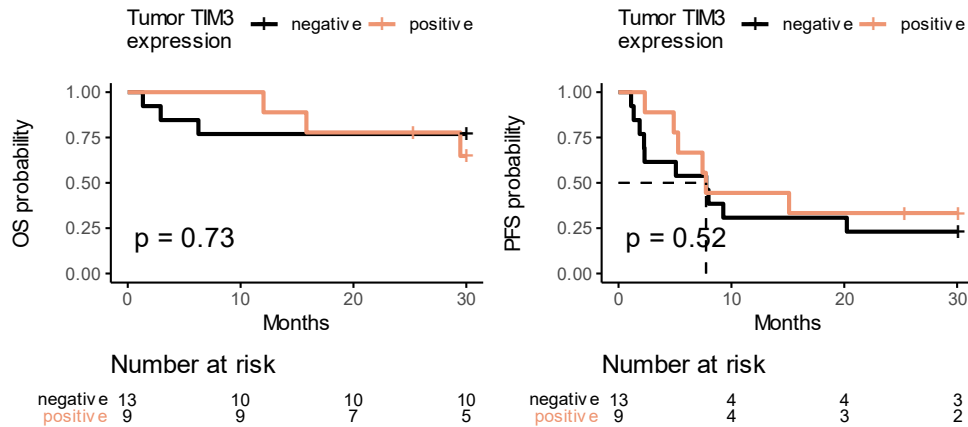 Tumor TIM3
expression
negative
positive
1.00
0.75
0.50
0.25
0.00
OS probability
p = 0.73
0
10
20
30
Months
Number at risk
negative 13 10 10 10
positive 9 9 7 5
Tumor TIM3
expression
negative
positive
1.00
0.75
0.50
0.25
0.00
PFS probability
p = 0.52
0
10
20
30
Months
Number at risk
negative 13 4 4 3
positive 9 4 3 2